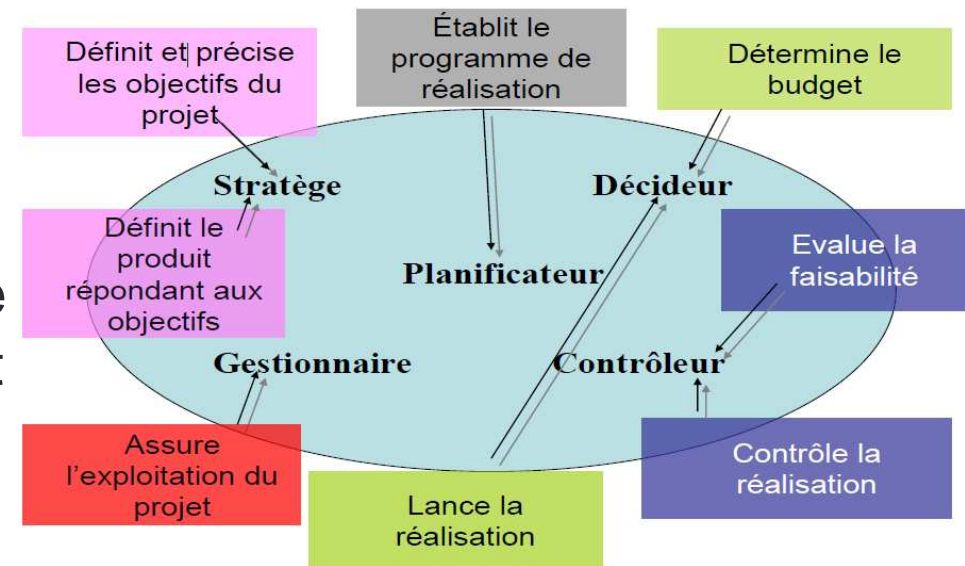 Définit et précise
les objectifs du
projet
Établit le
programme de
réalisation
Détermine le
budget
Stratège
Décideur
Définit le
produit
répondant aux
objectifs
Planificateur
Evalue la
faisabilité
e
t
Gestionnaire
Contrôleur
Assure
l'exploitation du
projet
Lance la
réalisation
Contrôle la
réalisation